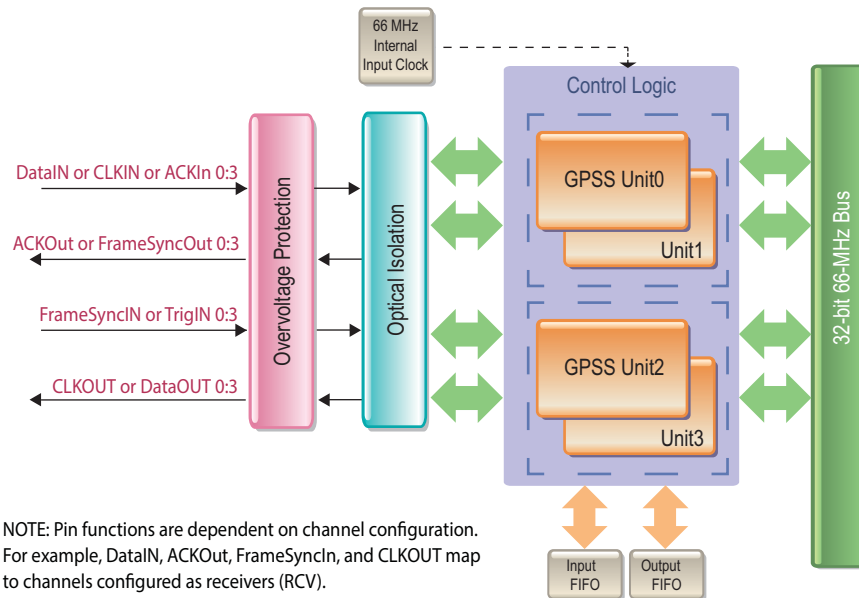 66 MHz
Internal
Input Clock
Control Logic
DataIN or CLKIN or ACKIn 0:3
ACKOut or FrameSyncOut 0:3
FrameSyncIN or TrigIN 0:3
CLKOUT or DataOUT 0:3
Overvoltage Protection
Optical Isolation
GPSS Unit0
Unit1
GPSS Unit2
Unit3
32-bit 66-MHz Bus
Input
FIFO
Output
FIFO
NOTE: Pin functions are dependent on channel configuration.
For example, DataIN, ACKOut, FrameSyncIn, and CLKOUT map
to channels configured as receivers (RCV).